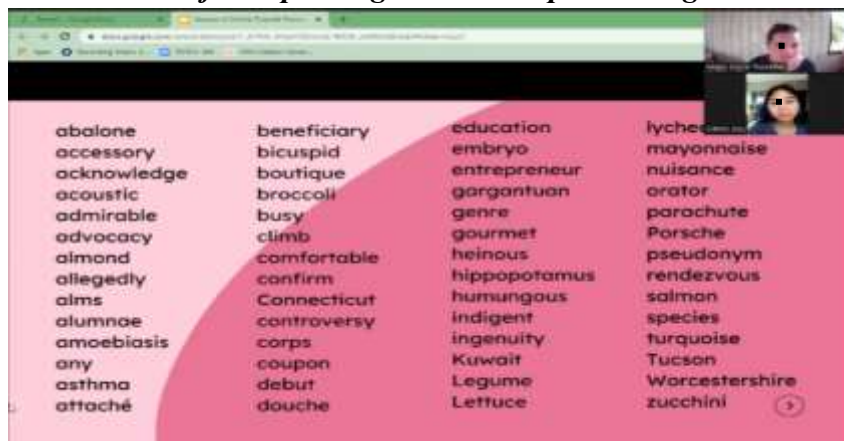 abalone
accessory
acknowledge
acoustic
admirable
advocacy
almond
allegedly
alms
alumnae
amoebiasis
any
asthma
attaché
beneficiary
bicuspid
boutique
broccoli
busy
climb
comfortable
confirm
Connecticut
controversy
corps
coupon
debut
douche
education
embryo
entrepreneur
gargantuan
genre
gourmet
heinous
hippopotamus
humungous
indigent
ingenuity
Kuwait
Legume
Lettuce
mayonnaise
nuisance
orator
parachute
Porsche
pseudonym
rendezvous
salmon
species
turquoise
Tucson
Worcestershire
zucchini